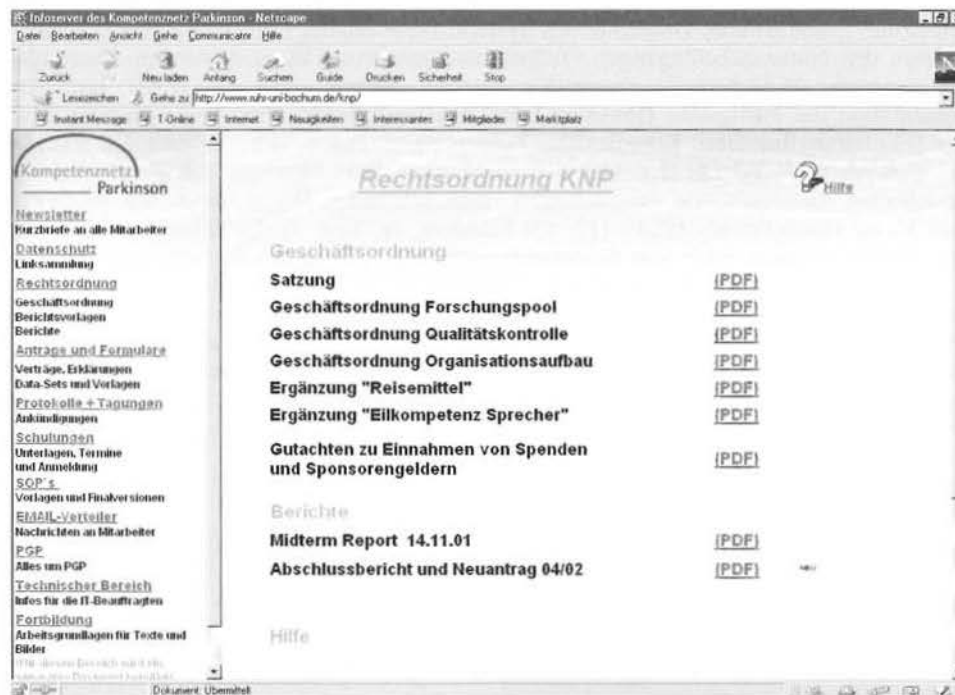 Infoserver des Kompetenznetz Parkinson - Netscape
Datei Bearbeiten Ansicht Gehe Communicator Hilfe
Zurück Neu laden Anfang Suchen Guide Drucken Sicherheit Stop
Lesezeichen Gehe zu http://www.ruhr-uni-bochum.de/knp/
Instant Message T-Online Internet Neuigkeiten Interessantes Mitglieder Marktplatz
Kompetenznetz
Parkinson
Newsletter
Kurzbriefe an alle Mitarbeiter
Datenschutz
Linksammlung
Rechtsordnung
Geschäftsordnung
Berichtsvorlagen
Berichte
Anträge und Formulare
Verträge, Erklärungen
Data-Sets und Vorlagen
Protokolle + Tagungen
Ankündigungen
Schulungen
Unterlagen, Termine
und Anmeldung
SOP's
Vorlagen und Finalversionen
EMAIL-Verteiler
Nachrichten an Mitarbeiter
PGP
Alles um PGP
Technischer Bereich
Infos für die IT-Beauftragten
Fortbildung
Arbeitsgrundlagen für Texte und
Bilder
Rechtsordnung KNP
Hilfe
Geschäftsordnung
Satzung (PDF)
Geschäftsordnung Forschungspool (PDF)
Geschäftsordnung Qualitätskontrolle (PDF)
Geschäftsordnung Organisationsaufbau (PDF)
Ergänzung "Reisemittel" (PDF)
Ergänzung "Eilkompetenz Sprecher" (PDF)
Gutachten zu Einnahmen von Spenden
und Sponsorengeldern (PDF)
Berichte
Midterm Report 14.11.01 (PDF)
Abschlussbericht und Neuantrag 04/02 (PDF)
Hilfe
Dokument: Übermittelt